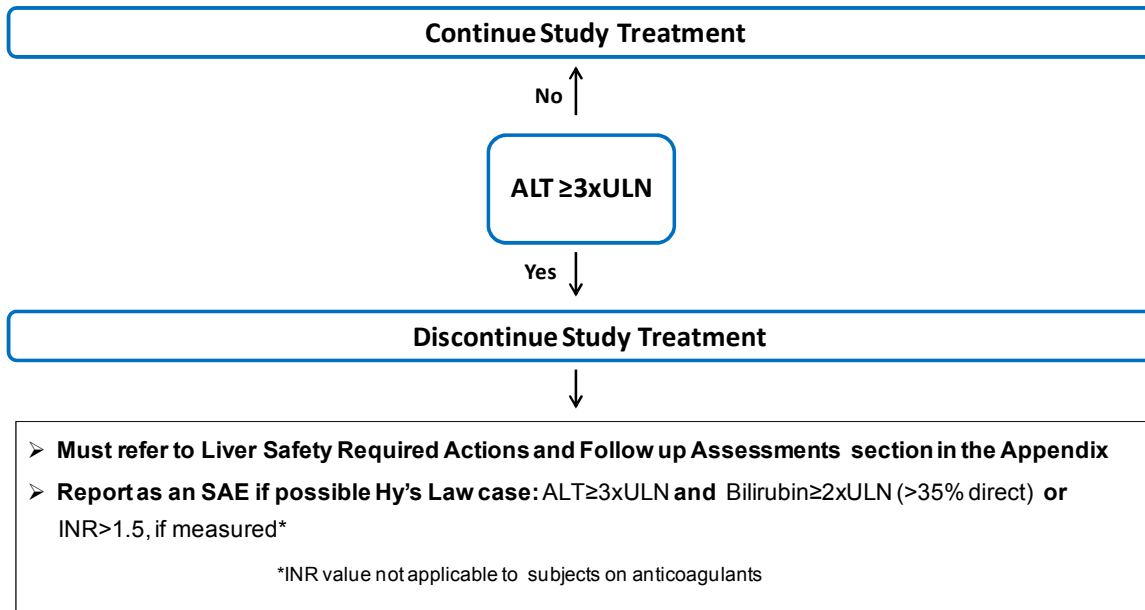 Continue Study Treatment
No
ALT ≥3xULN
Yes
Discontinue Study Treatment
➢ Must refer to Liver Safety Required Actions and Follow up Assessments section in the Appendix
➢ Report as an SAE if possible Hy's Law case: ALT≥3xULN and Bilirubin≥2xULN (>35% direct) or
INR>1.5, if measured*
*INR value not applicable to subjects on anticoagulants